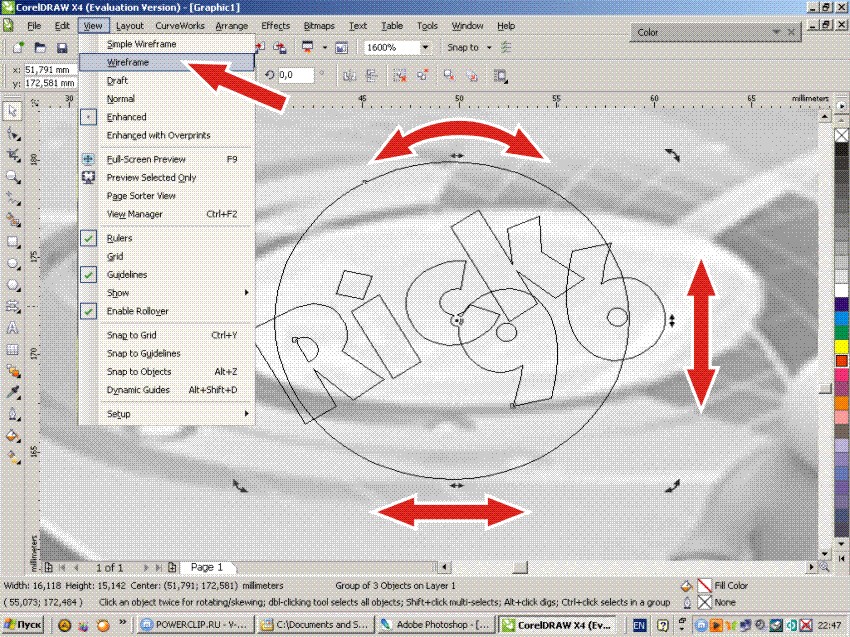 CorelDRAW X4 (Evaluation Version) - [Graphic1]
File Edit View Layout CurveWorks Arrange Effects Bitmaps Text Table Tools Window Help
Color
1600% Snap to
x: 51,791 mm
y: 172,581 mm
0,0 °
Simple Wireframe
Wireframe
Draft
Normal
Enhanced
Enhanced with Overprints
Full-Screen Preview F9
Preview Selected Only
Page Sorter View
View Manager Ctrl+F2
Rulers
Grid
Guidelines
Show
Enable Rollover
Snap to Grid Ctrl+Y
Snap to Guidelines
Snap to Objects Alt+Z
Dynamic Guides Alt+Shift+D
Setup
30 45 50 55 60 65 millimeters
180
175
170
165
millimeters
Ricky
99
1 of 1 Page 1
Width: 16,118 Height: 15,142 Center: (51,791; 172,581) millimeters Group of 3 Objects on Layer 1 Fill Color
( 55,073; 172,484 ) Click an object twice for rotating/skewing; dbl-clicking tool selects all objects; Shift+click multi-selects; Alt+click digs; Ctrl+click selects in a group None
Пуск » POWERCLIP.RU - V-... C:\Documents and S... Adobe Photoshop - [... CorelDRAW X4 (Ev... EN 22:47